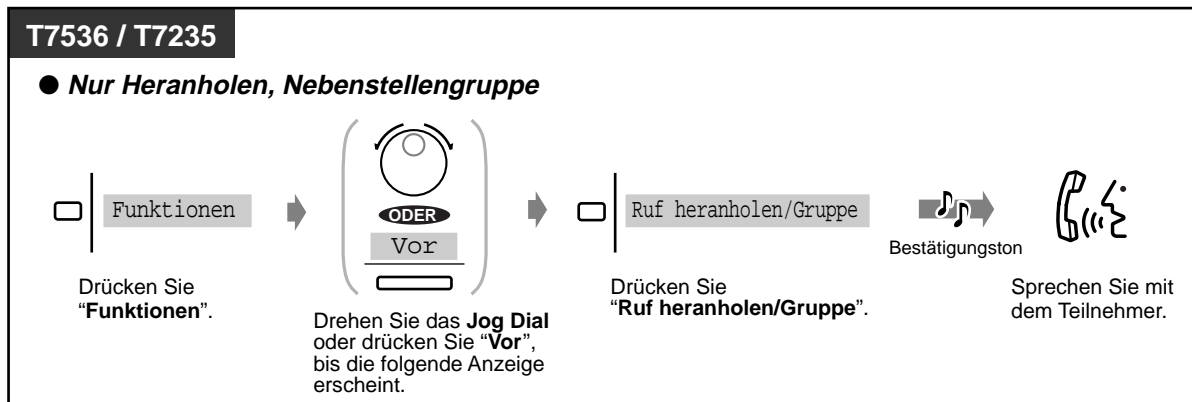 T7536 / T7235
● Nur Heranholen, Nebenstellengruppe
Funktionen
ODER
Vor
Ruf heranholen/Gruppe
Bestätigungston
Drücken Sie
“Funktionen”.
Drehen Sie das Jog Dial
oder drücken Sie “Vor”,
bis die folgende Anzeige
erscheint.
Drücken Sie
“Ruf heranholen/Gruppe”.
Sprechen Sie mit
dem Teilnehmer.